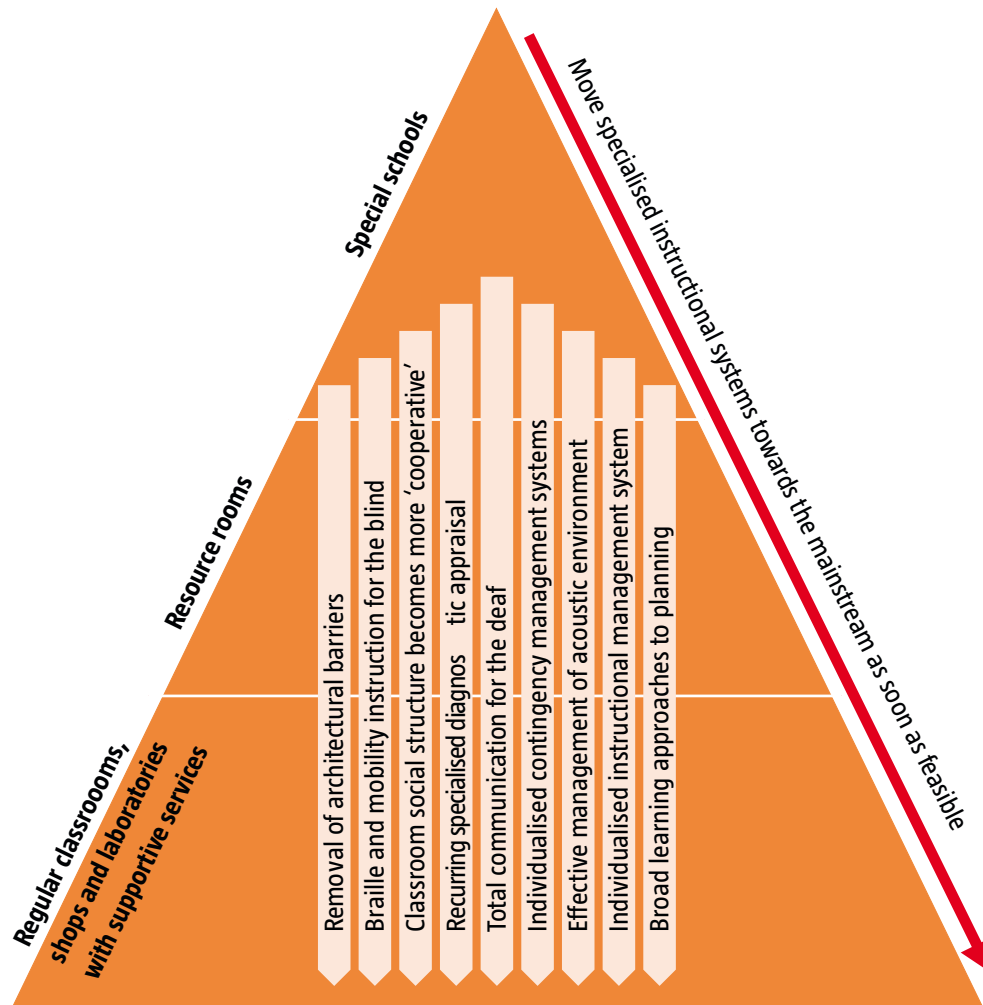 Special schools
Resource rooms
Regular classroooms,
shops and laboratories
with supportive services
Removal of architectural barriers
Braille and mobility instruction for the blind
Classroom social structure becomes more ‘cooperative’
Recurring specialised diagnos tic appraisal
Total communication for the deaf
Individualised contingency management systems
Effective management of acoustic environment
Individualised instructional management system
Broad learning approaches to planning
Move specialised instructional systems towards the mainstream as soon as feasible